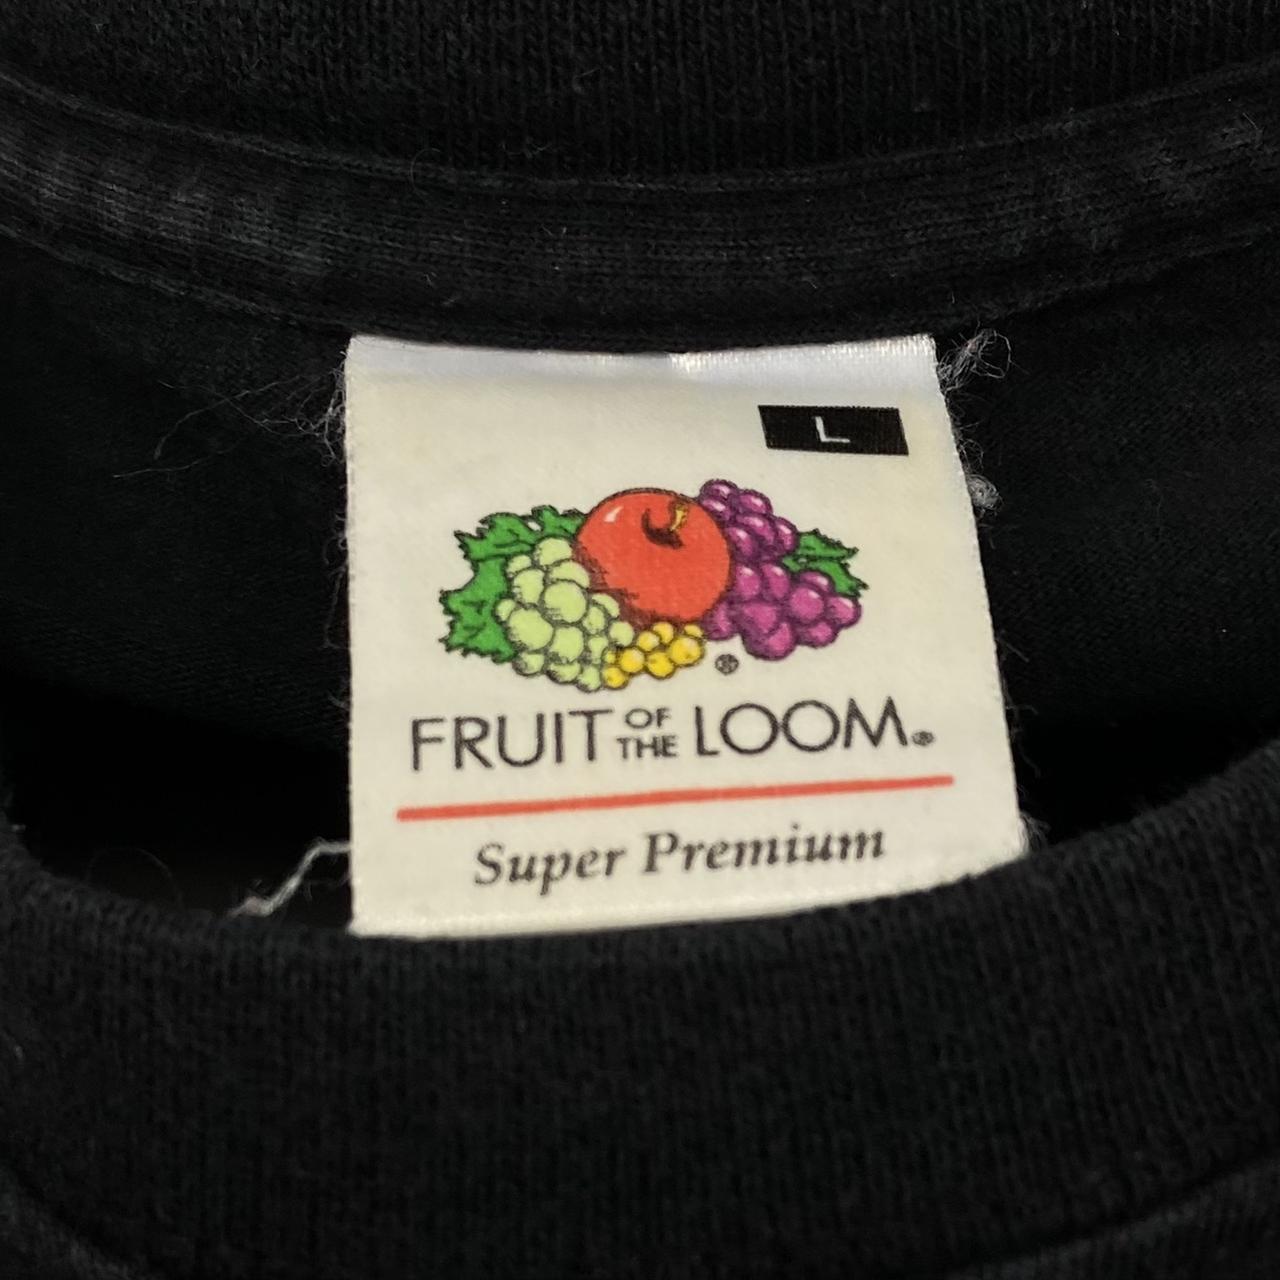 L
®
FRUIT OF THE LOOM®
Super Premium